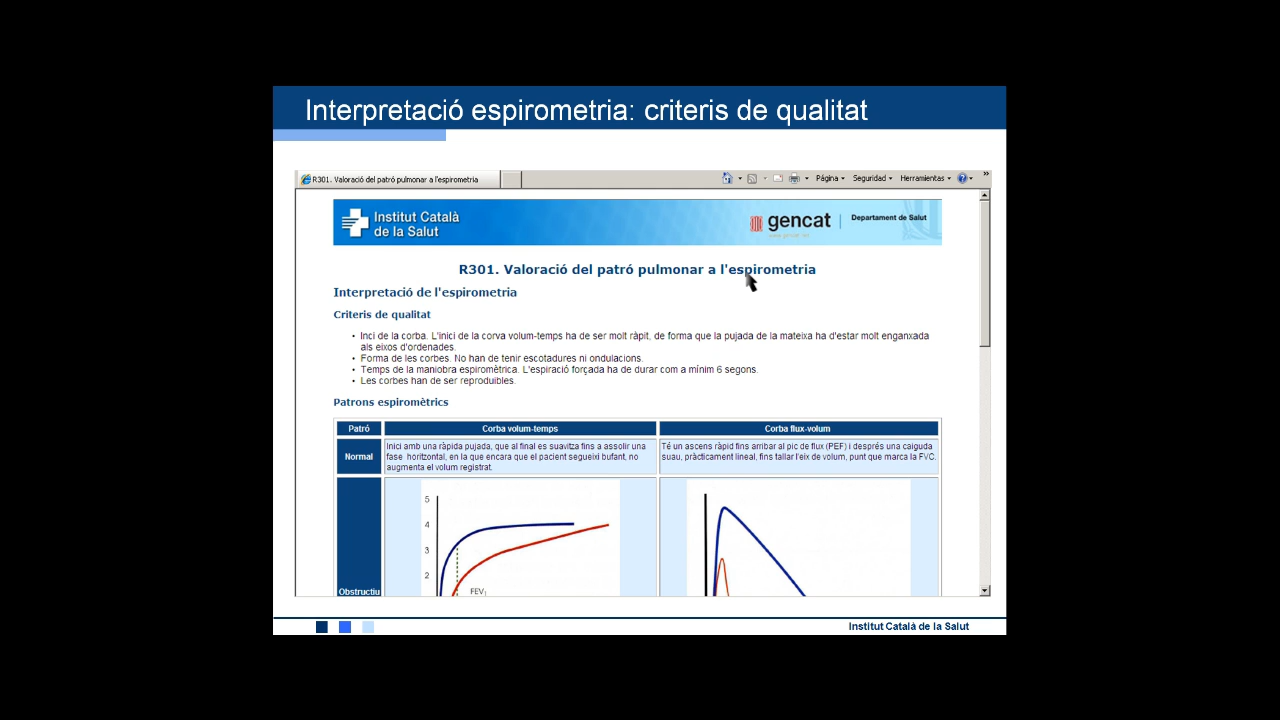 Interpretació espirometria: criteris de qualitat
R301. Valoració del patró pulmonar a l'espirometria
Página
Seguridad
Herramientas
»
Institut Català
de la Salut
gencat
Departament de Salut
R301. Valoració del patró pulmonar a l'espirometria
Interpretació de l'espirometria
Criteris de qualitat
• Inci de la corba. L'inici de la corva volum-temps ha de ser molt ràpit, de forma que la pujada de la mateixa ha d'estar molt enganxada
als eixos d'ordenades.
• Forma de les corbes. No han de tenir escotadures ni ondulacions.
• Temps de la maniobra espiromètrica. L'espiració forçada ha de durar com a mínim 6 segons.
• Les corbes han de ser reproduibles.
Patrons espiromètrics
Patró
Corba volum-temps
Corba flux-volum
Normal
Inici amb una ràpida pujada, que al final es suavitza fins a assolir una
fase horitzontal, en la que encara que el pacient segueixi bufant, no
augmenta el volum registrat.
Té un ascens ràpid fins arribar al pic de flux (PEF) i després una caiguda
suau, pràcticament lineal, fins tallar l'eix de volum, punt que marca la FVC.
Obstructiu
5
4
3
2
FEV1
Institut Català de la Salut